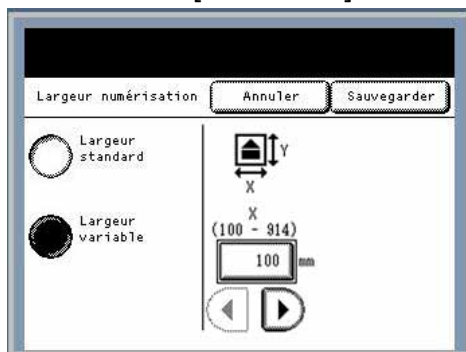 Largeur numérisation Annuler Sauvegarder
Largeur
standard
Y
X
Largeur
variable
X
(100 - 914)
100 mm